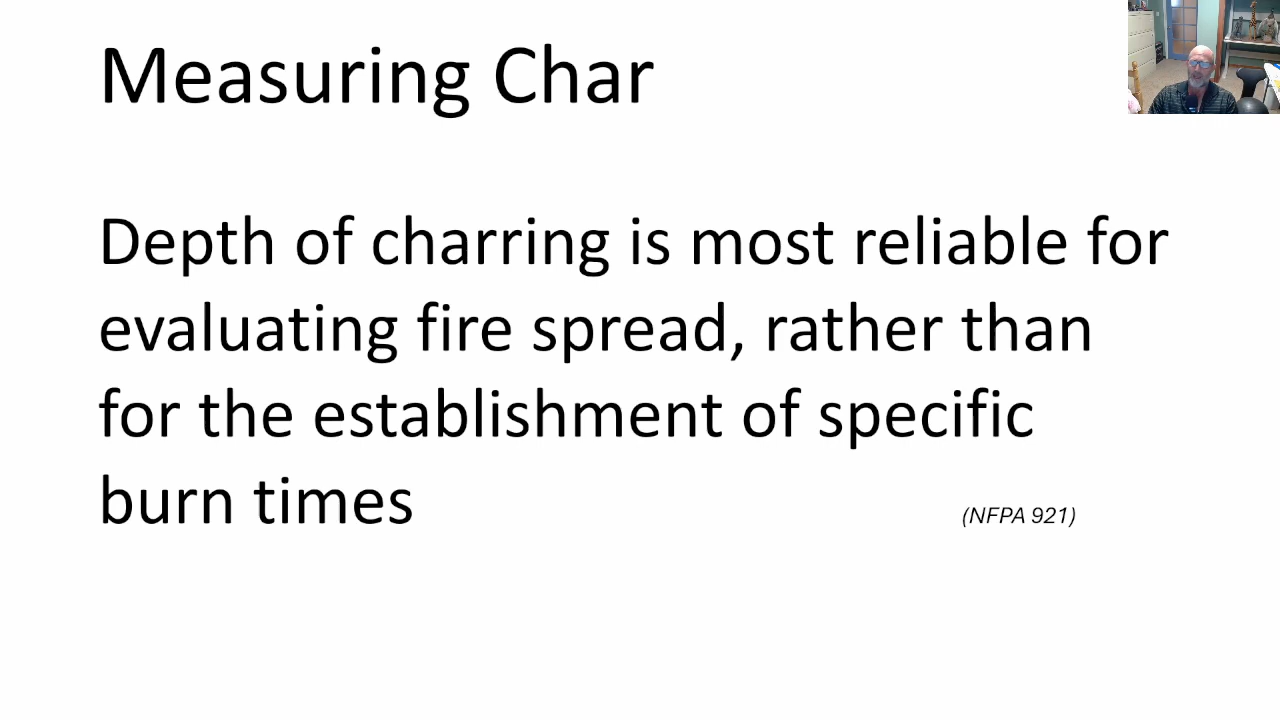 Measuring Char
Depth of charring is most reliable for
evaluating fire spread, rather than
for the establishment of specific
burn times
(NFPA 921)